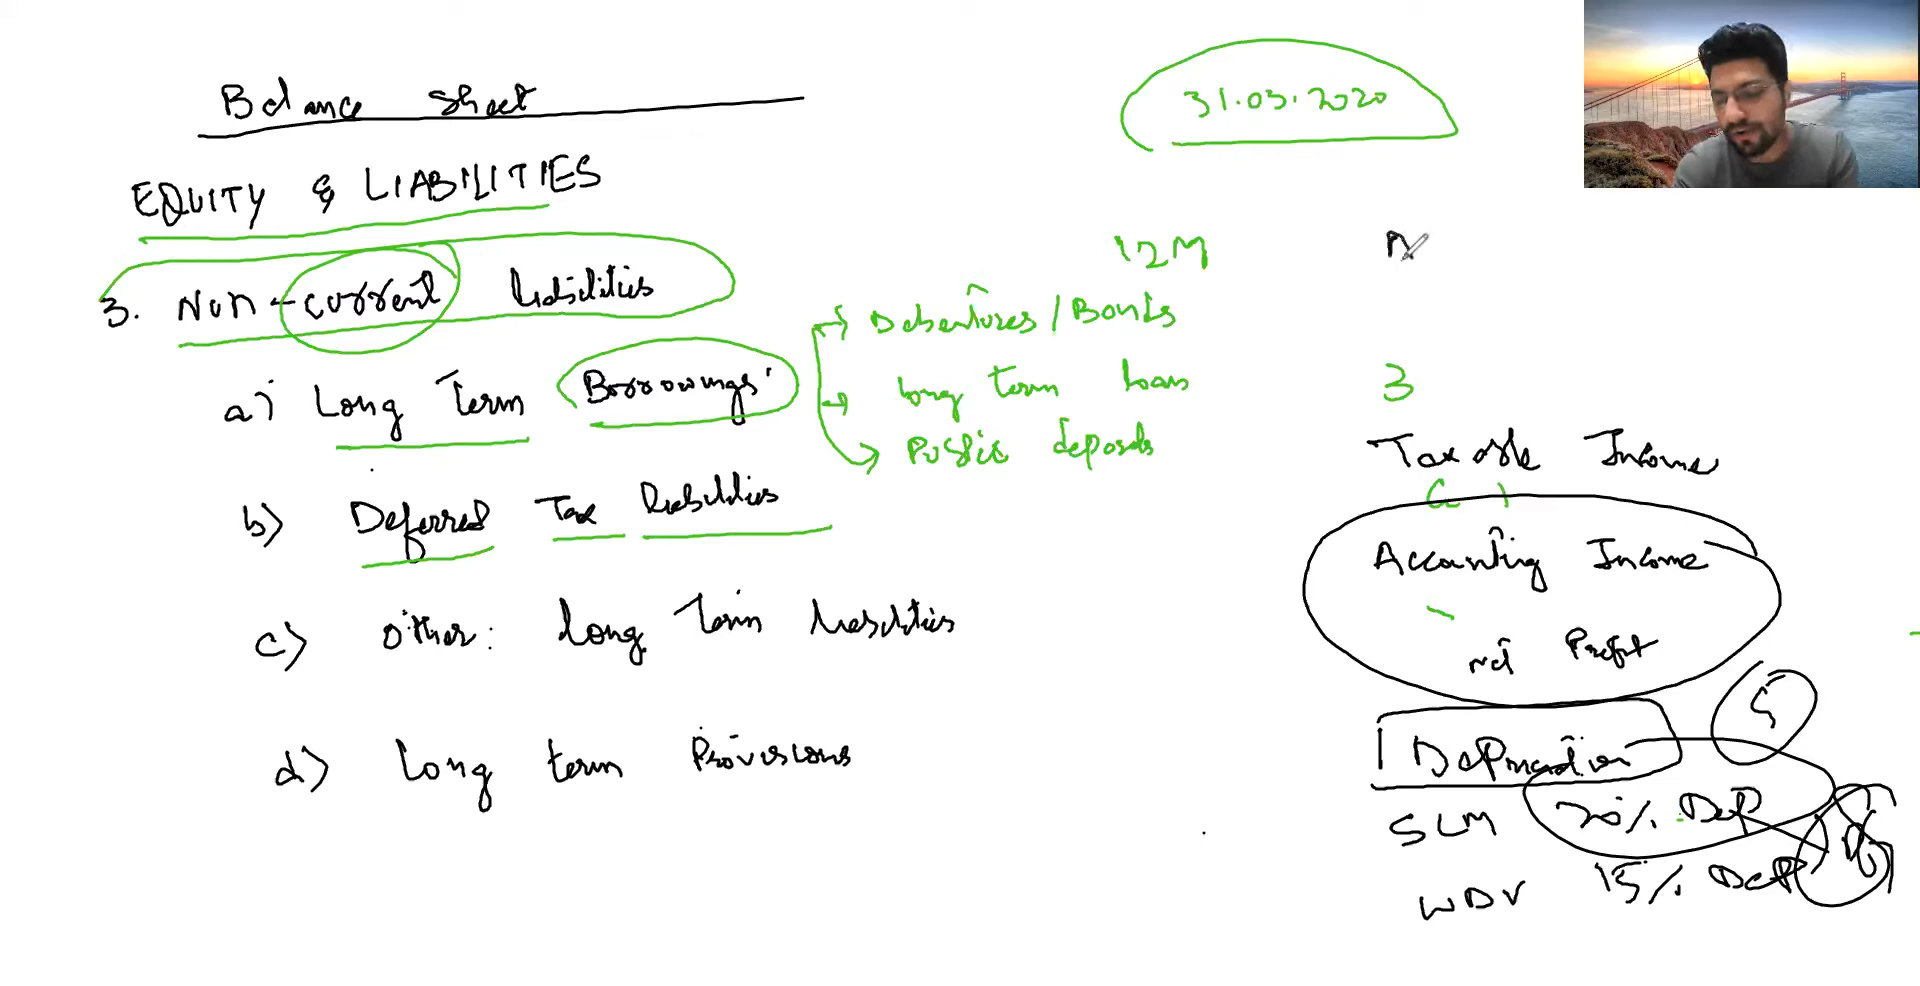 Balance Sheet
31.03.2020
EQUITY & LIABILITIES
12M
3. Non-current liabilities
→ Debentures / Bonds
a) Long Term Borrowings
→ long term loan
3
→ Public deposits
Taxable Income
b) Deferred Tax Liabilities
Accounting Income
c) other: long Term liabilities
net Profit
d) long term Provisions
Depreciation
SLM 20% Dep
WDV 15% Dep